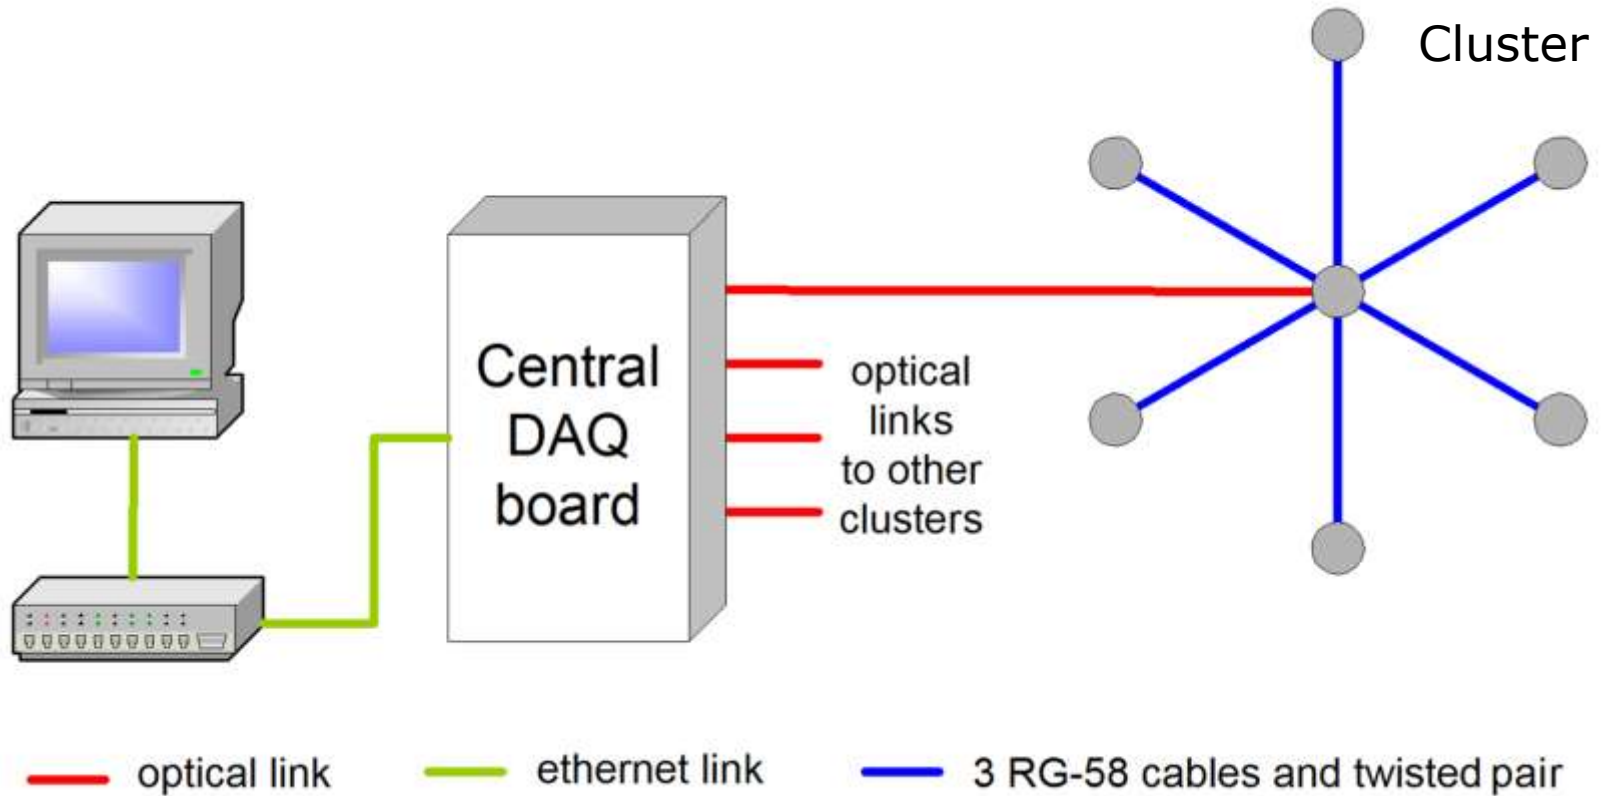 Cluster
Central
DAQ
board
optical
links
to other
clusters
optical link
ethernet link
3 RG-58 cables and twisted pair